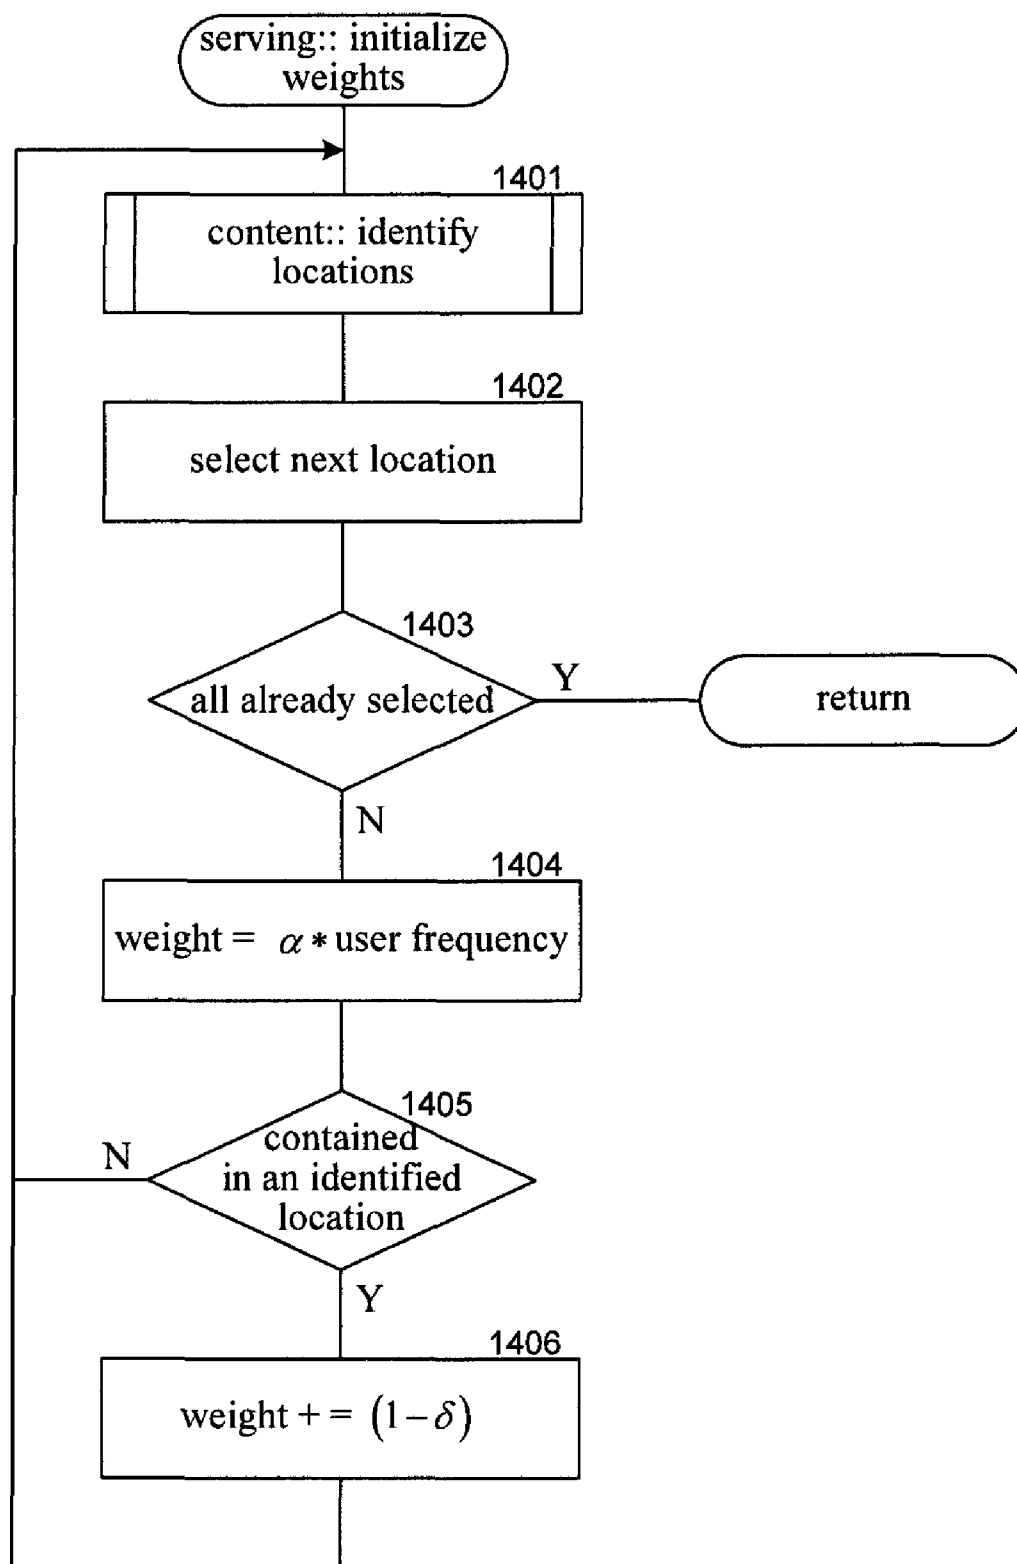 serving:: initialize
weights
1401
content:: identify
locations
1402
select next location
1403
all already selected
Y
return
N
1404
weight = α * user frequency
1405
contained
in an identified
location
N
Y
1406
weight + = (1 – δ)